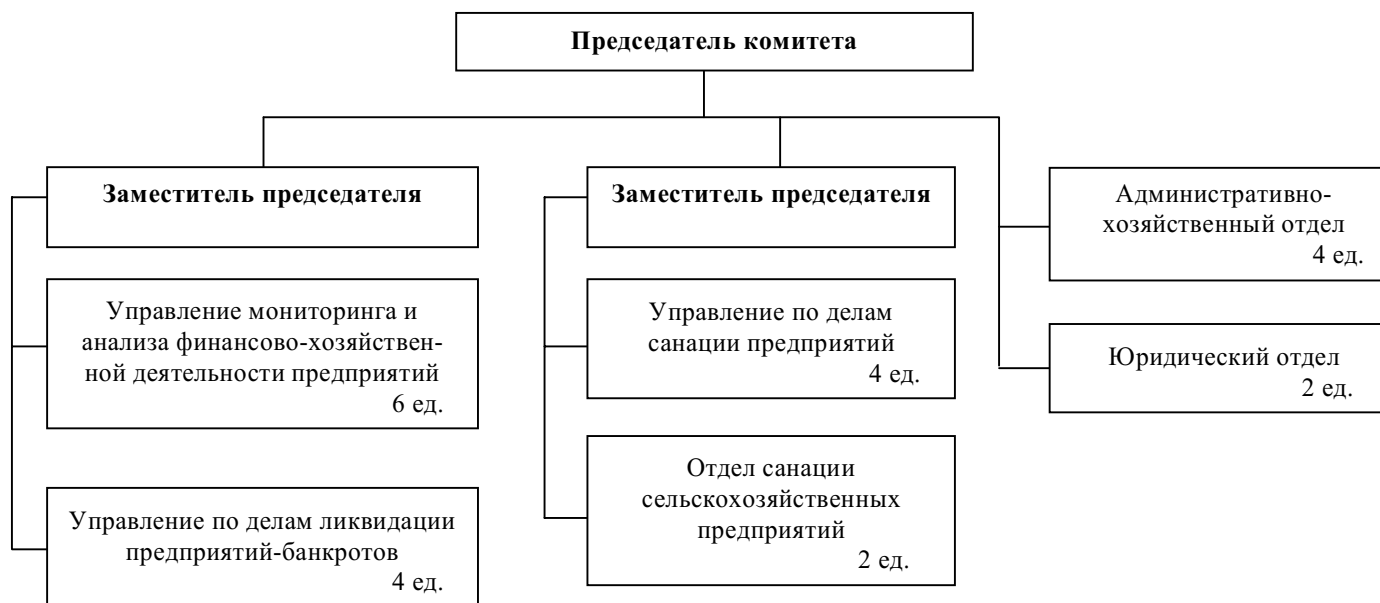 Председатель комитета
Заместитель председателя
Управление мониторинга и
анализа финансово-хозяйствен-
ной деятельности предприятий
6 ед.
Управление по делам ликвидации
предприятий-банкротов
4 ед.
Заместитель председателя
Управление по делам
санации предприятий
4 ед.
Отдел санации
сельскохозяйственных
предприятий
2 ед.
Административно-
хозяйственный отдел
4 ед.
Юридический отдел
2 ед.